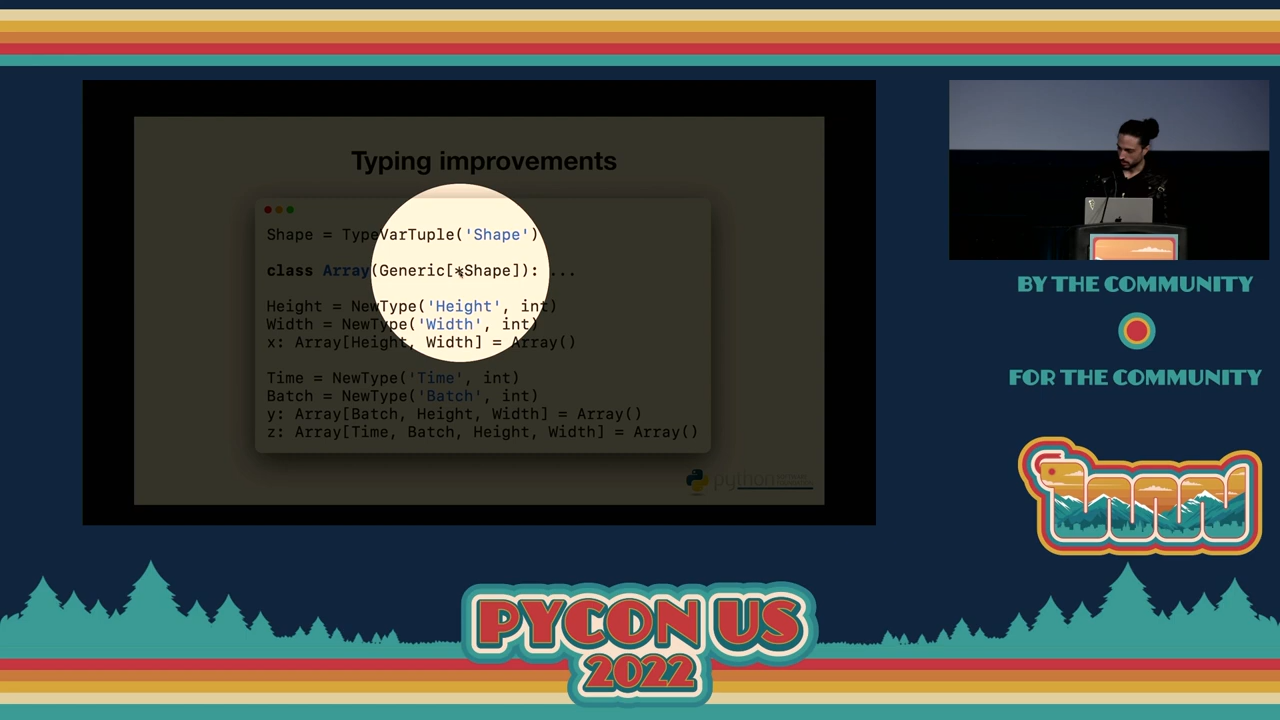 Typing improvements
Shape = TypeVarTuple('Shape')
class Array(Generic[*Shape]): ...
Height = NewType('Height', int)
Width = NewType('Width', int)
x: Array[Height, Width] = Array()
Time = NewType('Time', int)
Batch = NewType('Batch', int)
y: Array[Batch, Height, Width] = Array()
z: Array[Time, Batch, Height, Width] = Array()
python
BY THE COMMUNITY
FOR THE COMMUNITY
PYCON US
2022